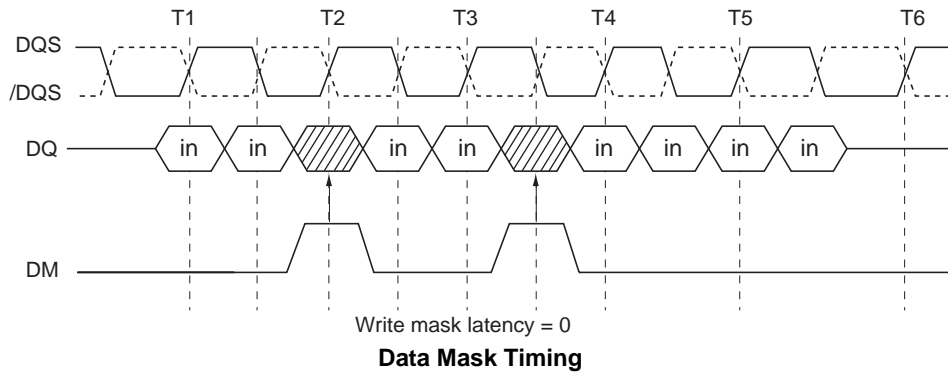 T1 T2 T3 T4 T5 T6
DQS
/DQS
DQ in in in in in in in in
DM
Write mask latency = 0
Data Mask Timing